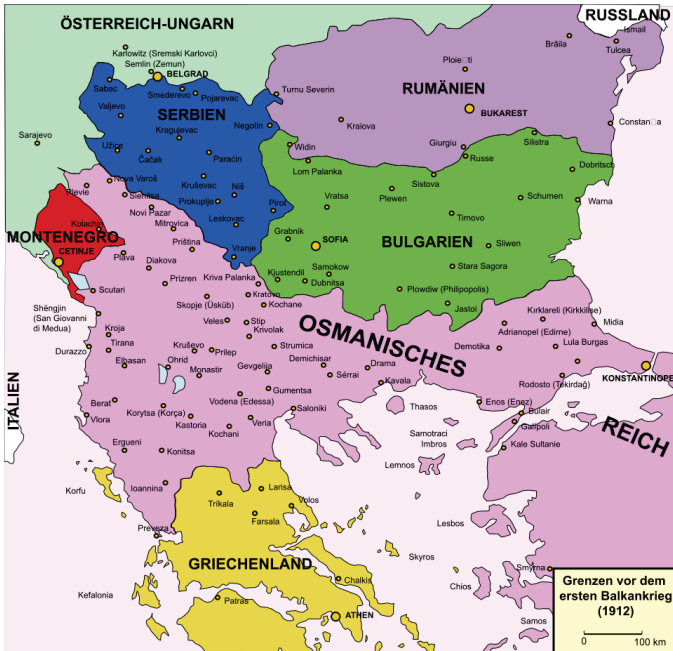 RUSSLAND
ÖSTERREICH-UNGARN
Ismail
Brăila
Tulcea
Karlowitz (Sremski Karlovci)
Semlin (Zemun)
BELGRAD
Ploie□ti
RUMÄNIEN
Sabac
Smederevo
Pojarevac
Turnu Severin
Valjevo
SERBIEN
BUKAREST
Kragujevac
Negotin
Kraiova
Constan□a
Sarajevo
Užice
Čačak
Paraćin
Widin
Giurgiu
Silistra
Russe
Lom Palanka
Dobritsch
Nova Varoš
Kruševac
Niš
Sistova
Plevie
Sienitsa
Prokuplje
Vratsa
Plewen
Schumen
Warna
Novi Pazar
Pirot
Kolachin
Mitrovica
Leskovac
Tirnovo
MONTENEGRO
Grabnik
SOFIA
BULGARIEN
Sliwen
CETINJE
Priština
Vranje
Plava
Diakova
Samokow
Stara Sagora
Prizren
Kriva Palanka
Kjustendil
Dubnitsa
Scutari
Kratovo
Plowdiw (Philipopolis)
Skopje (Üsküb)
Kochane
Jastoi
Shëngjin
(San Giovanni
di Medua)
Kirklareli (Kirkkilise)
Veles
Stip
OSMANISCHES
Midia
Kroja
Krivolak
Adrianopel (Edirne)
Tirana
Durazzo
Kruševo
Prilep
Strumica
Demotika
Lula Burgas
Elbasan
Ohrid
Gevgelija
Demichisar
Drama
Monastir
Sérrai
KONSTANTINOPE
Kavala
Rodosto (Tekirdağ)
ITALIEN
Gumentsa
Berat
Vodena (Edessa)
Enos (Enez)
Korytsa (Korça)
Saloniki
Thasos
Bulair
Vlora
Kastoria
Veria
Gallipoli
REICH
Kochani
Samotraci
Ergueni
Imbros
Kale Sultanie
Konitsa
Lemnos
Korfu
Ioannina
Larisa
Trikala
Volos
Farsala
Lesbos
Preveza
Skyros
GRIECHENLAND
Smyrna
Chalkis
Chios
Kefalonia
Patras
ATHEN
Samos
Grenzen vor dem
ersten Balkankrieg
(1912)
0 100 km